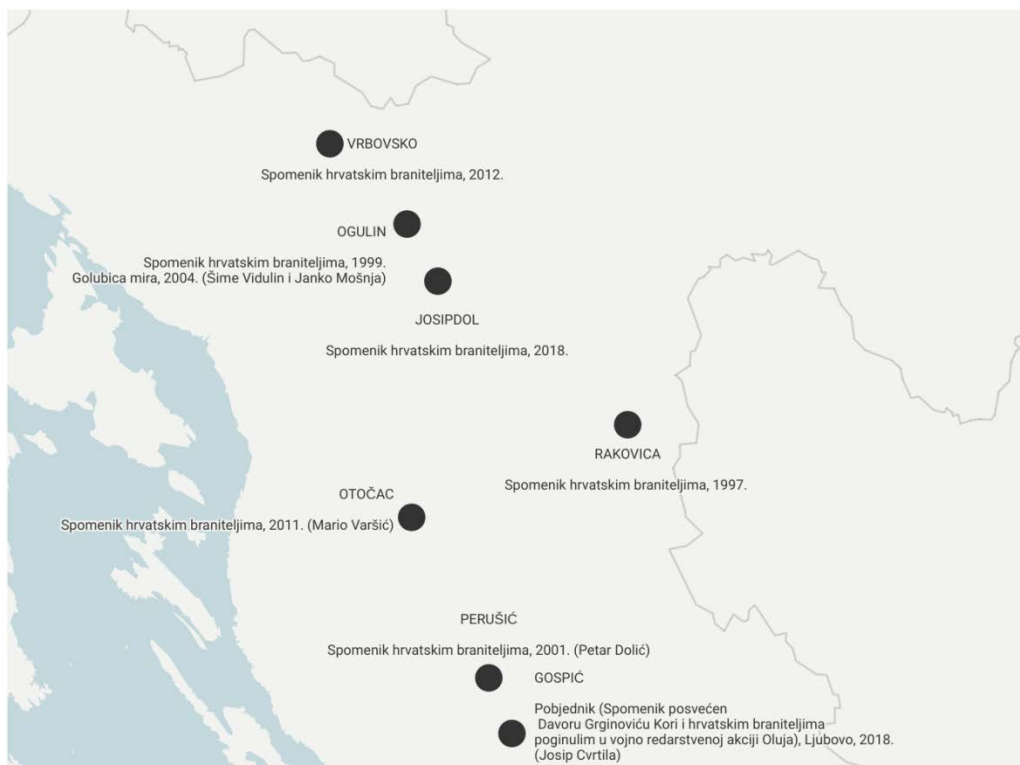 VRBOVSKO
Spomenik hrvatskim braniteljima, 2012.
OGULIN
Spomenik hrvatskim braniteljima, 1999.
Golubica mira, 2004. (Šime Vidulin i Janko Mošnja)
JOSIPDOL
Spomenik hrvatskim braniteljima, 2018.
RAKOVICA
Spomenik hrvatskim braniteljima, 1997.
OTOČAC
Spomenik hrvatskim braniteljima, 2011. (Mario Varšić)
PERUŠIĆ
Spomenik hrvatskim braniteljima, 2001. (Petar Dolić)
GOSPIĆ
Pobjednik (Spomenik posvećen
Davoru Grginoviću Kori i hrvatskim braniteljima
poginulim u vojno redarstvenoj akciji Oluja), Ljubovo, 2018.
(Josip Cvrtila)